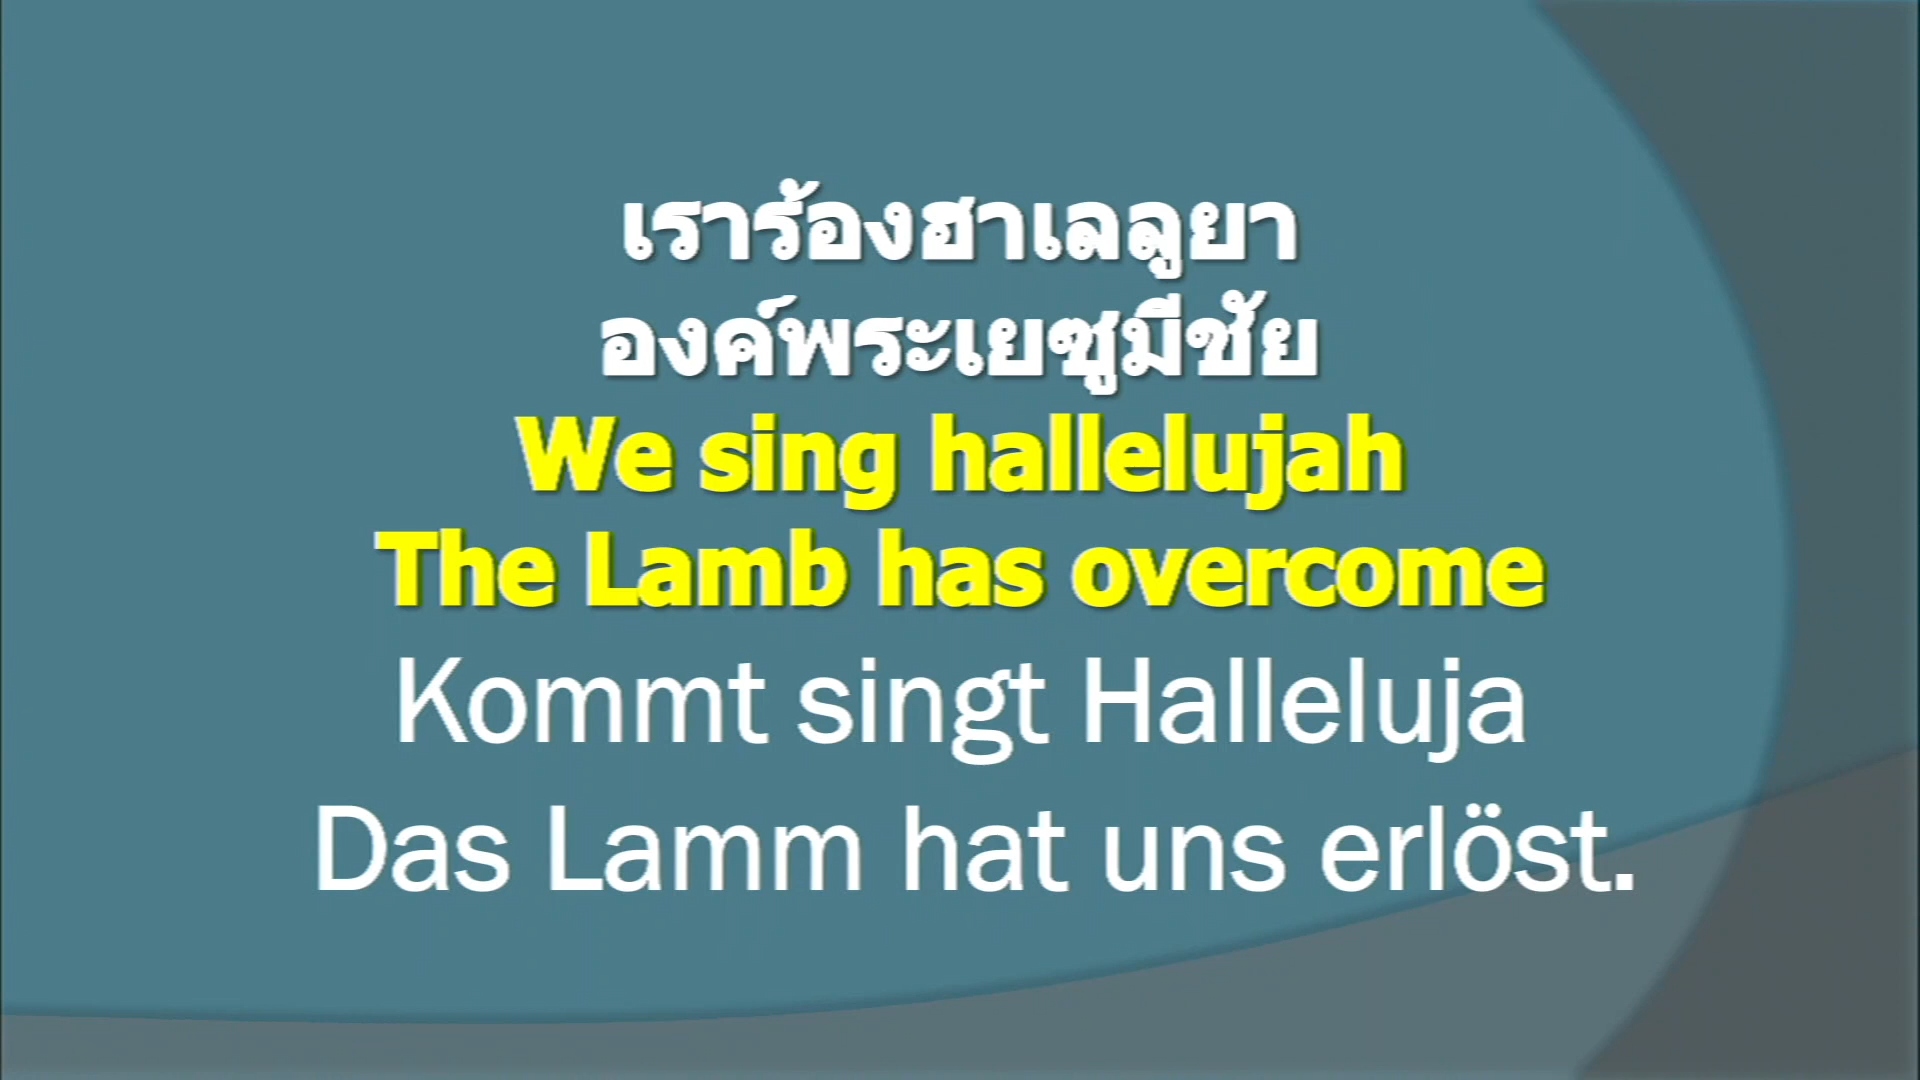 เราร้องฮาเลลูยา
องค์พระเยซูมีชัย
We sing hallelujah
The Lamb has overcome
Kommt singt Halleluja
Das Lamm hat uns erlöst.